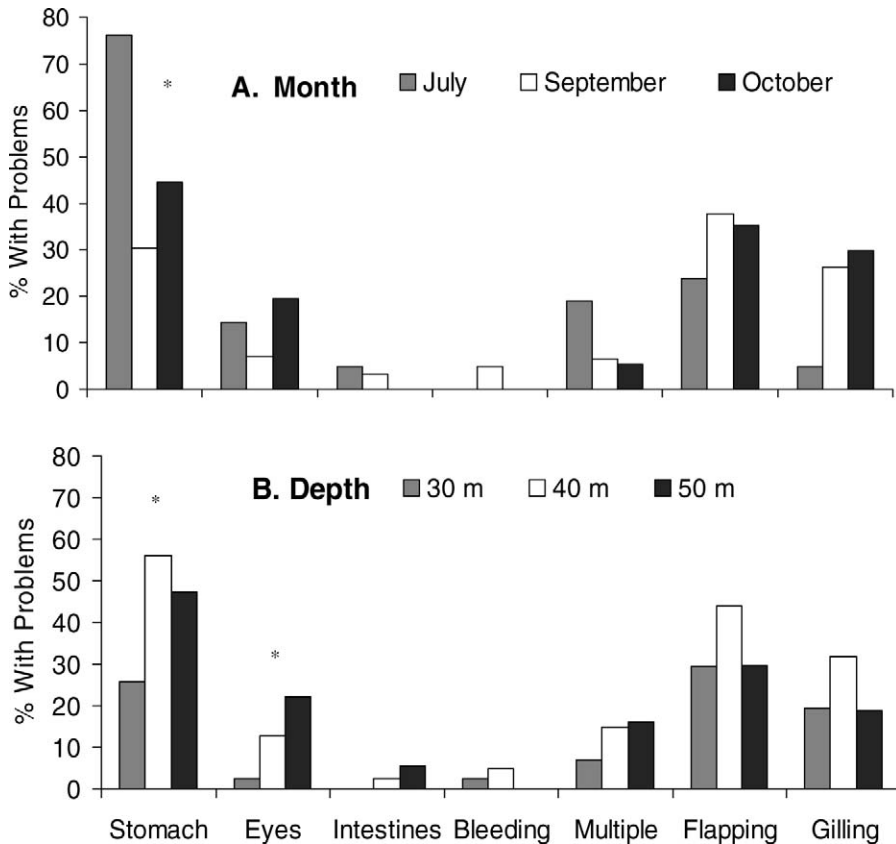 80
70
60
50
40
30
20
10
0
% With Problems
*
A. Month
July
September
October
80
70
60
50
40
30
20
10
0
% With Problems
*
*
B. Depth
30 m
40 m
50 m
Stomach
Eyes
Intestines
Bleeding
Multiple
Flapping
Gilling